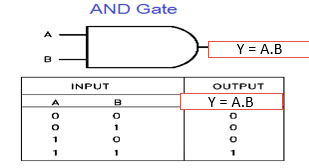 AND Gate
A
B
Y = A.B
INPUT OUTPUT
A B Y = A.B
0 0 0
0 1 0
1 0 0
1 1 1